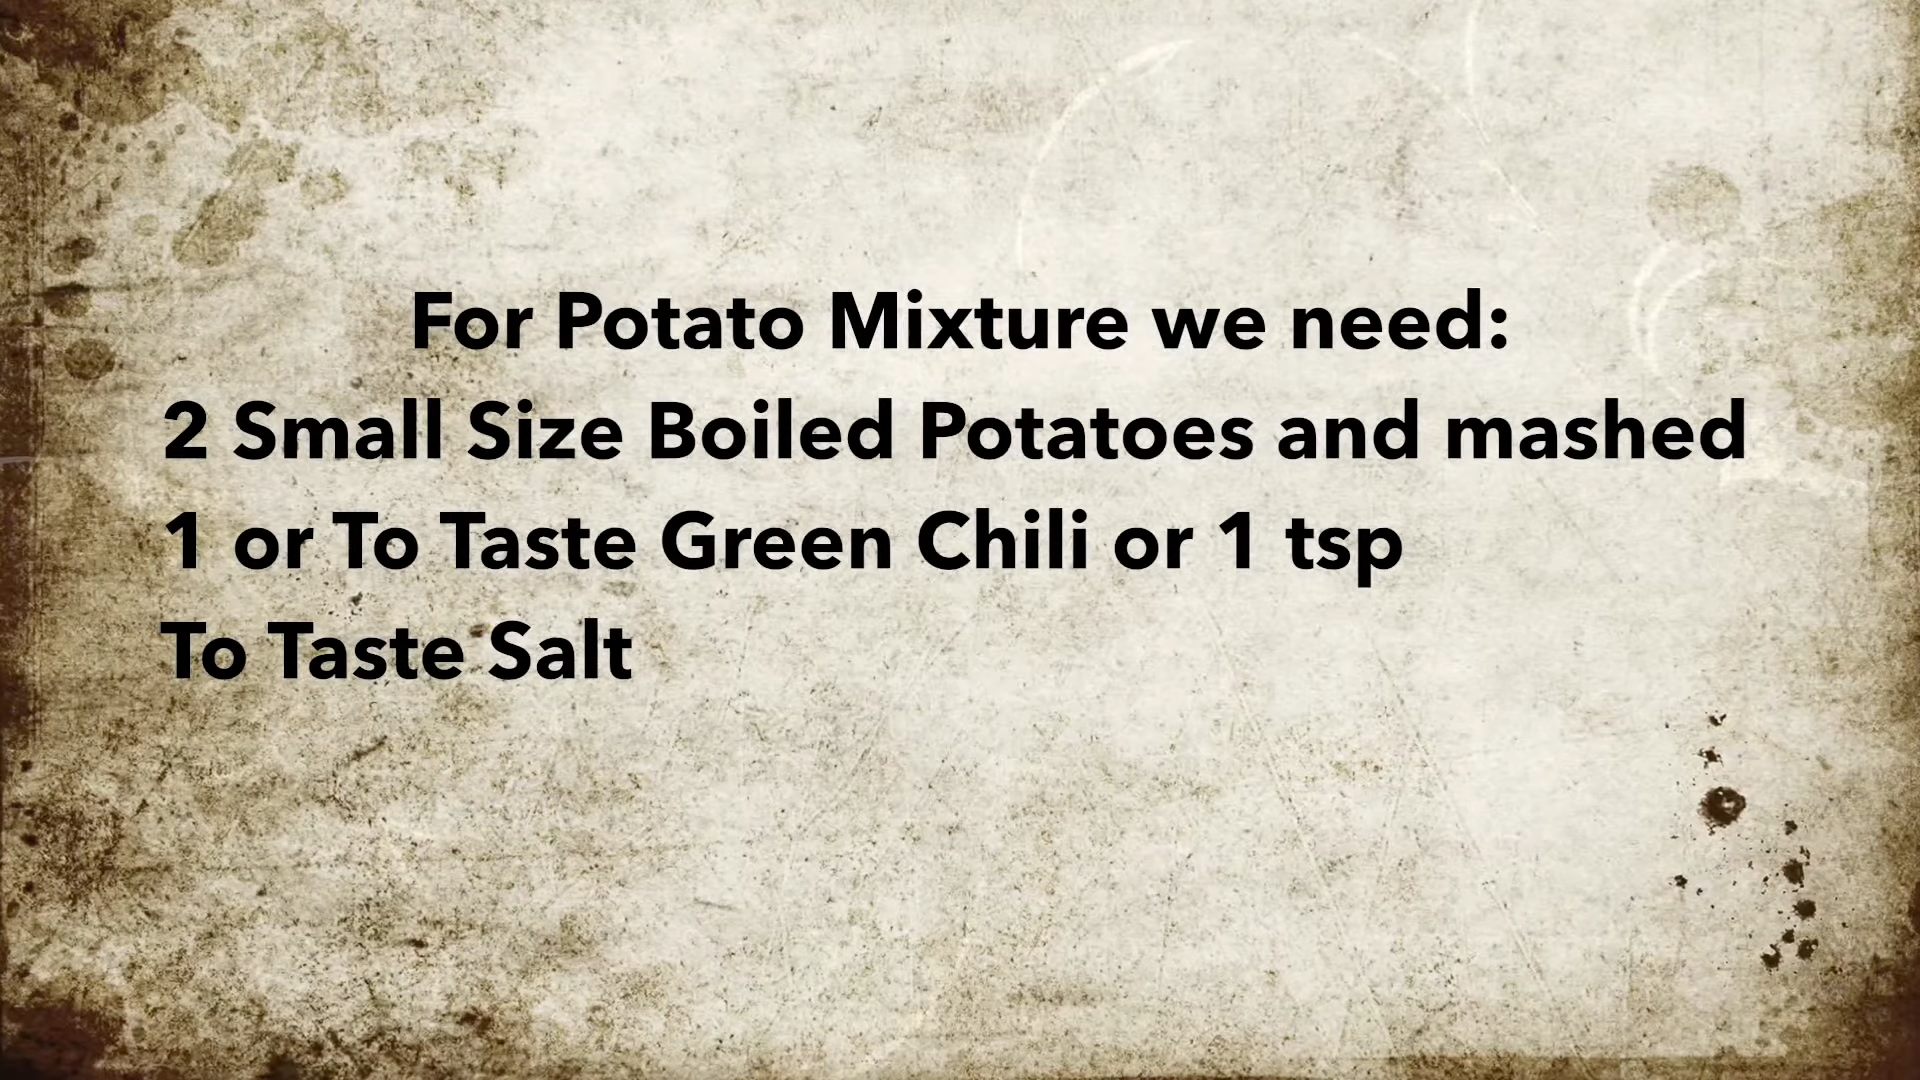 For Potato Mixture we need:
2 Small Size Boiled Potatoes and mashed
1 or To Taste Green Chili or 1 tsp
To Taste Salt